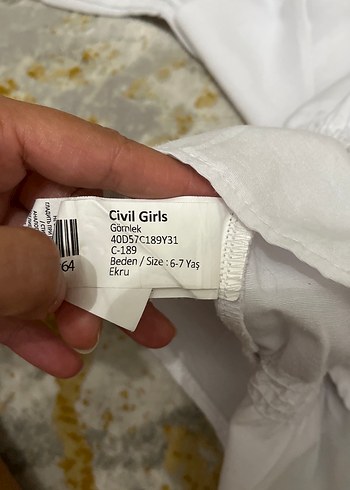 Civil Girls
Gömlek
40D57C189Y31
C-189
Beden / Size : 6-7 Yaş
Ekru
64